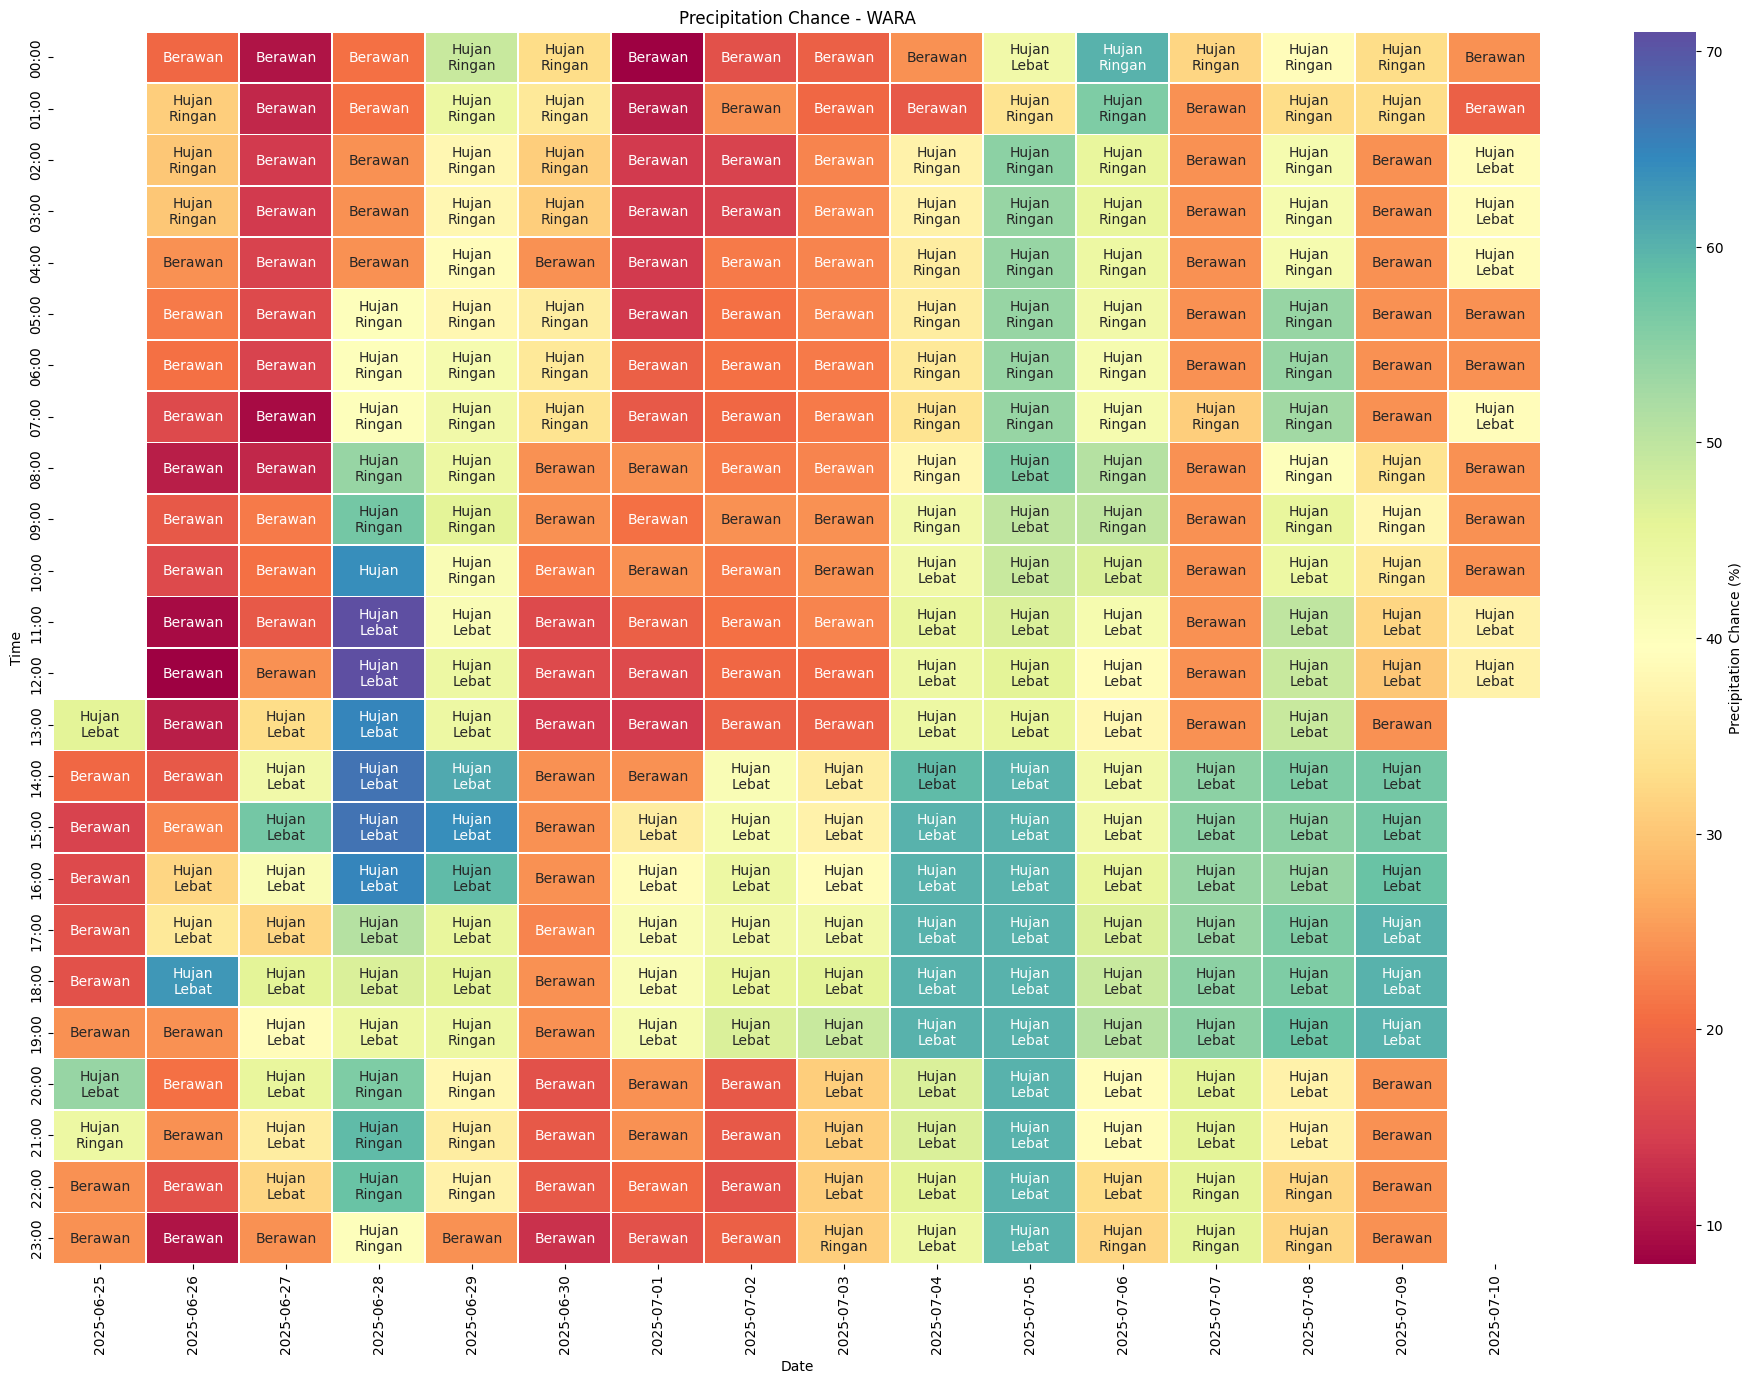 Precipitation Chance - WARA
00:00 Berawan Berawan Berawan Hujan Ringan Hujan Ringan Berawan Berawan Berawan Berawan Hujan Lebat Hujan Ringan Hujan Ringan Hujan Ringan Hujan Ringan Berawan
01:00 Hujan Ringan Berawan Berawan Hujan Ringan Hujan Ringan Berawan Berawan Berawan Berawan Hujan Ringan Hujan Ringan Berawan Hujan Ringan Hujan Ringan Berawan
02:00 Hujan Ringan Berawan Berawan Hujan Ringan Hujan Ringan Berawan Berawan Berawan Hujan Ringan Hujan Ringan Hujan Ringan Berawan Hujan Ringan Berawan Hujan Lebat
03:00 Hujan Ringan Berawan Berawan Hujan Ringan Hujan Ringan Berawan Berawan Berawan Hujan Ringan Hujan Ringan Hujan Ringan Berawan Hujan Ringan Berawan Hujan Lebat
04:00 Berawan Berawan Berawan Hujan Ringan Berawan Berawan Berawan Berawan Hujan Ringan Hujan Ringan Hujan Ringan Berawan Hujan Ringan Berawan Hujan Lebat
05:00 Berawan Berawan Hujan Ringan Hujan Ringan Hujan Ringan Berawan Berawan Berawan Hujan Ringan Hujan Ringan Hujan Ringan Berawan Hujan Ringan Berawan Berawan
06:00 Berawan Berawan Hujan Ringan Hujan Ringan Hujan Ringan Berawan Berawan Berawan Hujan Ringan Hujan Ringan Hujan Ringan Berawan Hujan Ringan Berawan Berawan
07:00 Berawan Berawan Hujan Ringan Hujan Ringan Hujan Ringan Berawan Berawan Berawan Hujan Ringan Hujan Ringan Hujan Ringan Hujan Ringan Hujan Ringan Berawan Hujan Lebat
08:00 Berawan Berawan Hujan Ringan Hujan Ringan Berawan Berawan Berawan Berawan Hujan Ringan Hujan Lebat Hujan Ringan Berawan Hujan Ringan Hujan Ringan Berawan
09:00 Berawan Berawan Hujan Ringan Hujan Ringan Berawan Berawan Berawan Berawan Hujan Ringan Hujan Lebat Hujan Ringan Berawan Hujan Ringan Hujan Ringan Berawan
10:00 Berawan Berawan Hujan Hujan Ringan Berawan Berawan Berawan Berawan Hujan Lebat Hujan Lebat Hujan Lebat Berawan Hujan Lebat Hujan Ringan Berawan
11:00 Berawan Berawan Hujan Lebat Hujan Lebat Berawan Berawan Berawan Berawan Hujan Lebat Hujan Lebat Hujan Lebat Berawan Hujan Lebat Hujan Lebat Hujan Lebat
12:00 Berawan Berawan Hujan Lebat Hujan Lebat Berawan Berawan Berawan Berawan Hujan Lebat Hujan Lebat Hujan Lebat Berawan Hujan Lebat Hujan Lebat Hujan Lebat
13:00 Hujan Lebat Berawan Hujan Lebat Hujan Lebat Hujan Lebat Berawan Berawan Berawan Berawan Hujan Lebat Hujan Lebat Hujan Lebat Berawan Hujan Lebat Berawan
14:00 Berawan Berawan Hujan Lebat Hujan Lebat Hujan Lebat Berawan Berawan Hujan Lebat Hujan Lebat Hujan Lebat Hujan Lebat Hujan Lebat Hujan Lebat Hujan Lebat Hujan Lebat
15:00 Berawan Berawan Hujan Lebat Hujan Lebat Hujan Lebat Berawan Hujan Lebat Hujan Lebat Hujan Lebat Hujan Lebat Hujan Lebat Hujan Lebat Hujan Lebat Hujan Lebat Hujan Lebat
16:00 Berawan Hujan Lebat Hujan Lebat Hujan Lebat Hujan Lebat Berawan Hujan Lebat Hujan Lebat Hujan Lebat Hujan Lebat Hujan Lebat Hujan Lebat Hujan Lebat Hujan Lebat Hujan Lebat
17:00 Berawan Hujan Lebat Hujan Lebat Hujan Lebat Hujan Lebat Berawan Hujan Lebat Hujan Lebat Hujan Lebat Hujan Lebat Hujan Lebat Hujan Lebat Hujan Lebat Hujan Lebat Hujan Lebat
18:00 Berawan Hujan Lebat Hujan Lebat Hujan Lebat Hujan Lebat Berawan Hujan Lebat Hujan Lebat Hujan Lebat Hujan Lebat Hujan Lebat Hujan Lebat Hujan Lebat Hujan Lebat Hujan Lebat
19:00 Berawan Berawan Hujan Lebat Hujan Lebat Hujan Ringan Berawan Hujan Lebat Hujan Lebat Hujan Lebat Hujan Lebat Hujan Lebat Hujan Lebat Hujan Lebat Hujan Lebat Hujan Lebat
20:00 Hujan Lebat Berawan Hujan Lebat Hujan Ringan Hujan Ringan Berawan Berawan Berawan Hujan Lebat Hujan Lebat Hujan Lebat Hujan Lebat Hujan Lebat Hujan Lebat Berawan
21:00 Hujan Ringan Berawan Hujan Lebat Hujan Ringan Hujan Ringan Berawan Berawan Berawan Hujan Lebat Hujan Lebat Hujan Lebat Hujan Lebat Hujan Lebat Hujan Lebat Berawan
22:00 Berawan Berawan Hujan Lebat Hujan Ringan Hujan Ringan Berawan Berawan Berawan Hujan Lebat Hujan Lebat Hujan Lebat Hujan Lebat Hujan Ringan Hujan Ringan Berawan
23:00 Berawan Berawan Berawan Hujan Ringan Berawan Berawan Berawan Berawan Hujan Ringan Hujan Lebat Hujan Lebat Hujan Ringan Hujan Ringan Hujan Ringan Berawan
Time
2025-06-25 2025-06-26 2025-06-27 2025-06-28 2025-06-29 2025-06-30 2025-07-01 2025-07-02 2025-07-03 2025-07-04 2025-07-05 2025-07-06 2025-07-07 2025-07-08 2025-07-09 2025-07-10
Date
70
60
50
40
30
20
10
Precipitation Chance (%)